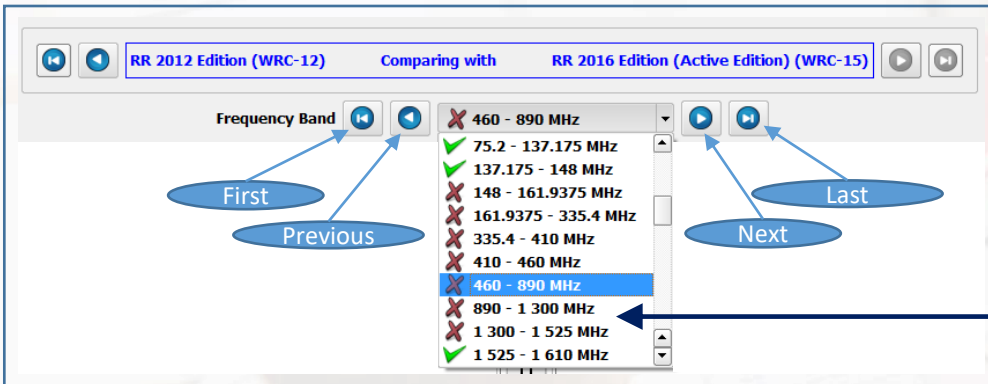 RR 2012 Edition (WRC-12) Comparing with RR 2016 Edition (Active Edition) (WRC-15)
Frequency Band 460 - 890 MHz
75.2 - 137.175 MHz
137.175 - 148 MHz
148 - 161.9375 MHz
161.9375 - 335.4 MHz
335.4 - 410 MHz
410 - 460 MHz
460 - 890 MHz
890 - 1 300 MHz
1 300 - 1 525 MHz
1 525 - 1 610 MHz
First
Previous
Last
Next